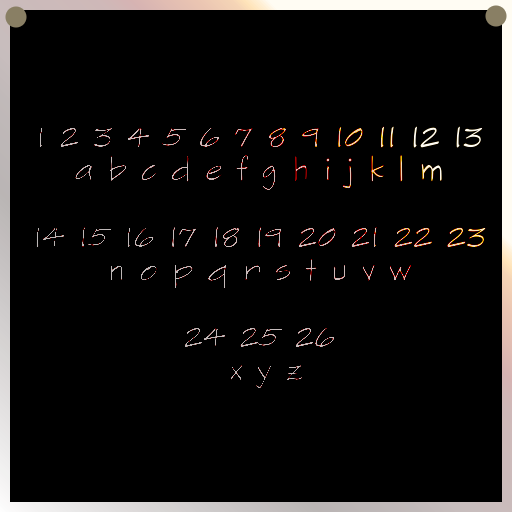 1 2 3 4 5 6 7 8 9 10 11 12 13
a b c d e f g h i j k l m
14 15 16 17 18 19 20 21 22 23
n o p q r s t u v w
24 25 26
x y z